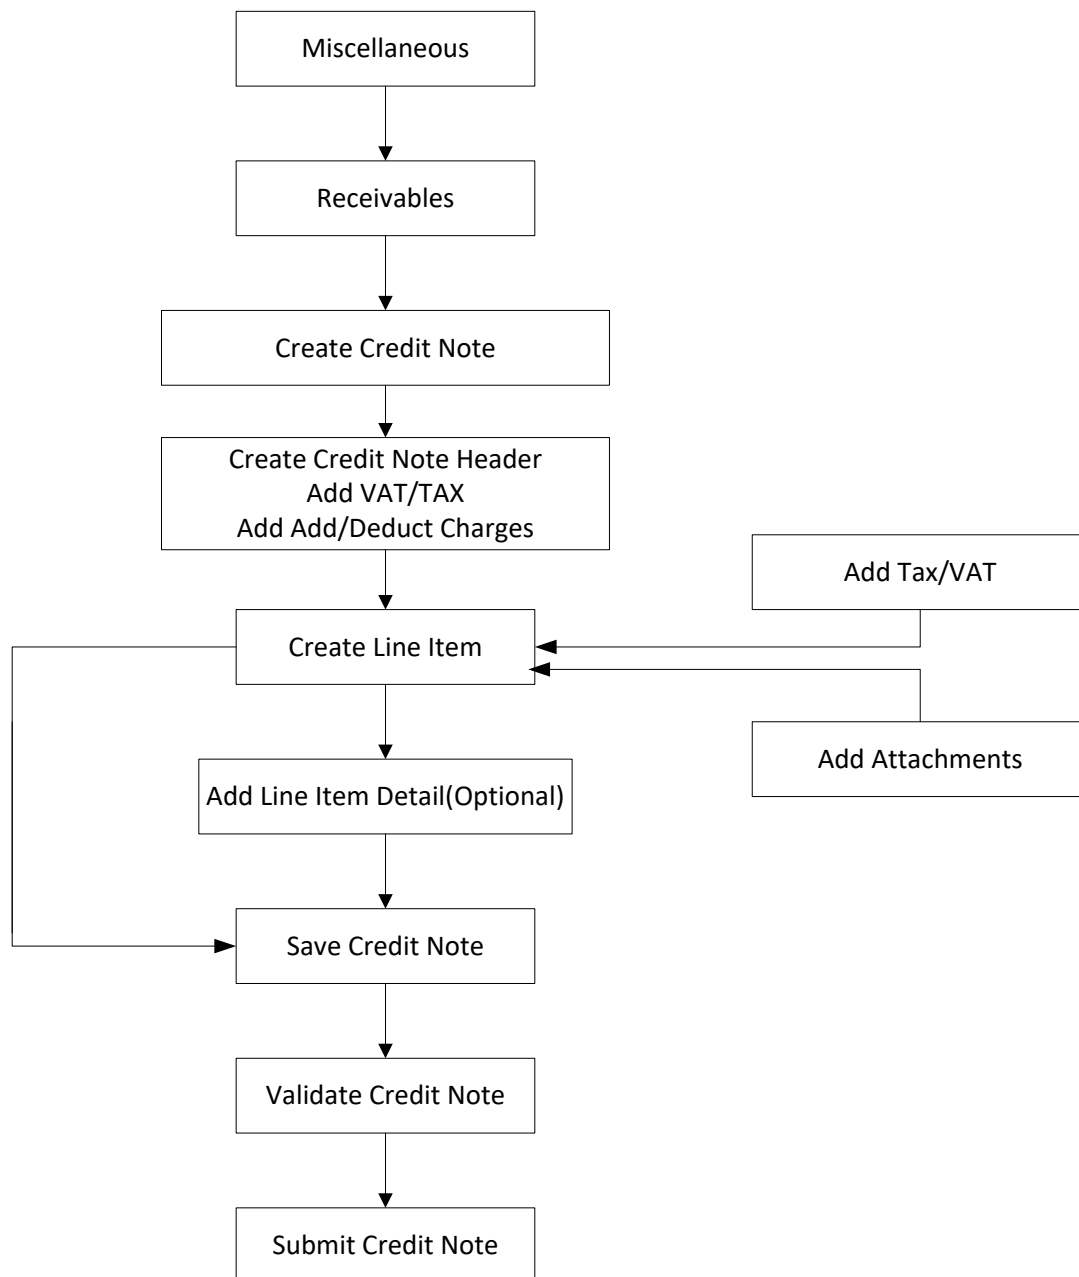 Miscellaneous
Receivables
Create Credit Note
Create Credit Note Header
Add VAT/TAX
Add Add/Deduct Charges
Add Tax/VAT
Create Line Item
Add Attachments
Add Line Item Detail(Optional)
Save Credit Note
Validate Credit Note
Submit Credit Note